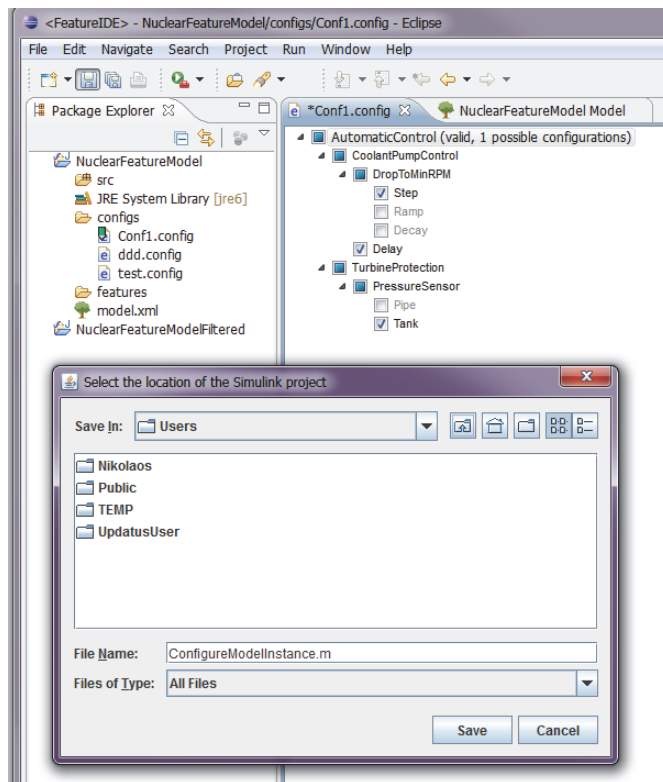 <FeatureIDE> - NuclearFeatureModel/configs/Conf1.config - Eclipse
File Edit Navigate Search Project Run Window Help
Package Explorer
NuclearFeatureModel
src
JRE System Library [jre6]
configs
Conf1.config
ddd.config
test.config
features
model.xml
NuclearFeatureModelFiltered
*Conf1.config NuclearFeatureModel Model
AutomaticControl (valid, 1 possible configurations)
CoolantPumpControl
DropToMinRPM
Step
Ramp
Decay
Delay
TurbineProtection
PressureSensor
Pipe
Tank
Select the location of the Simulink project
Save In: Users
Nikolaos
Public
TEMP
UpdatusUser
File Name: ConfigureModelInstance.m
Files of Type: All Files
Save Cancel